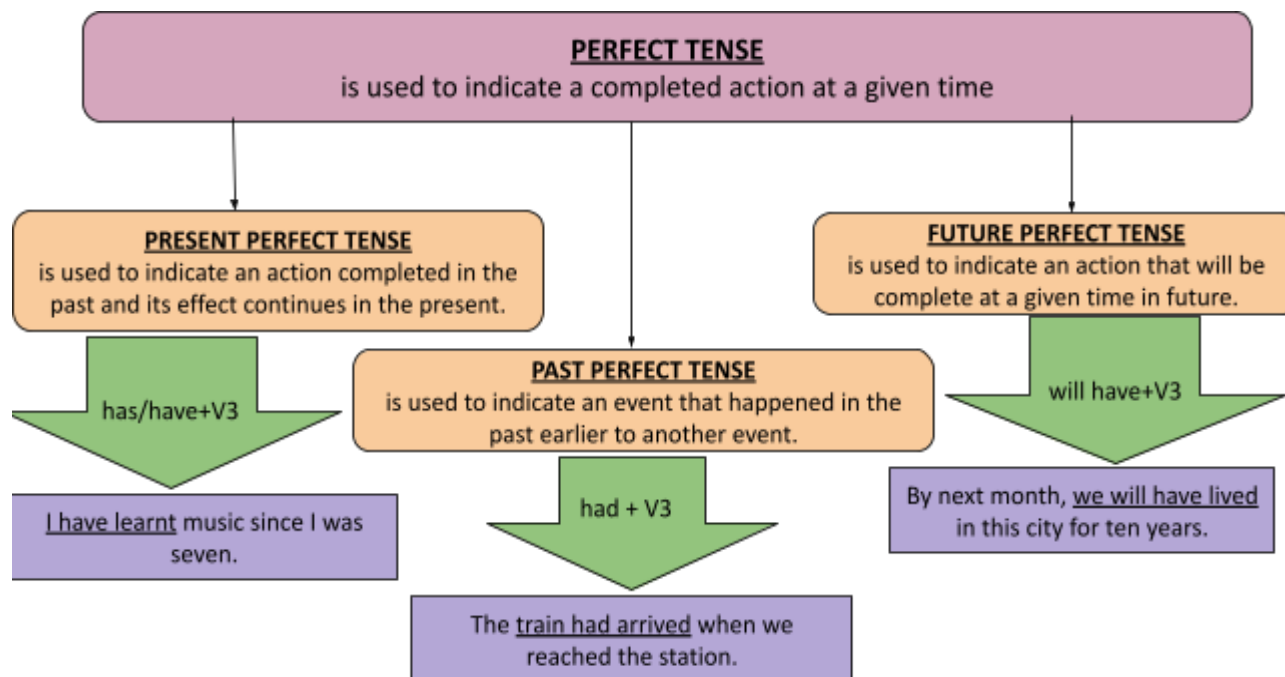 PERFECT TENSE
is used to indicate a completed action at a given time
PRESENT PERFECT TENSE
is used to indicate an action completed in the
past and its effect continues in the present.
has/have+V3
I have learnt music since I was
seven.
PAST PERFECT TENSE
is used to indicate an event that happened in the
past earlier to another event.
had + V3
The train had arrived when we
reached the station.
FUTURE PERFECT TENSE
is used to indicate an action that will be
complete at a given time in future.
will have+V3
By next month, we will have lived
in this city for ten years.